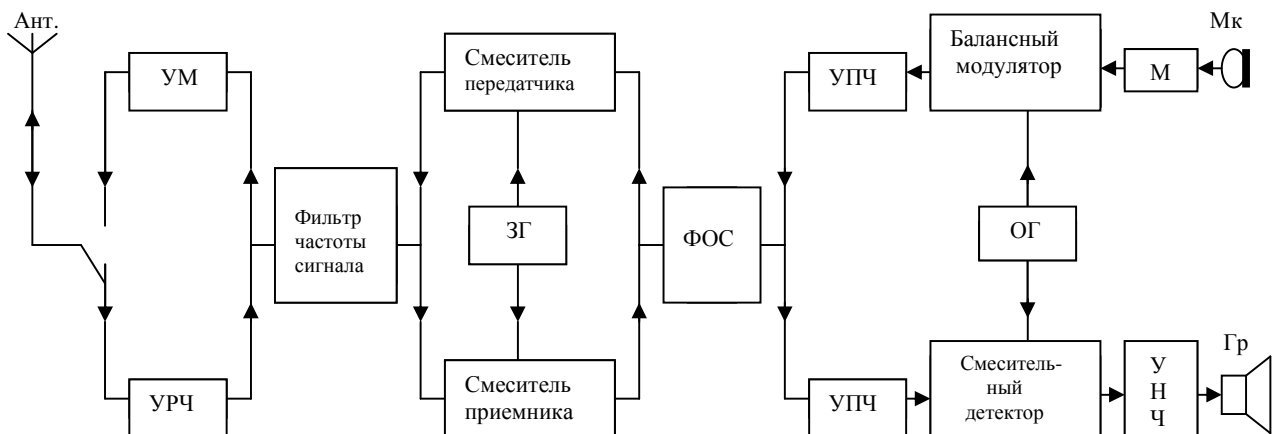 Ант.
УМ
Смеситель
передатчика
УПЧ
Балансный
модулятор
М
Мк
Фильтр
частоты
сигнала
ЗГ
ФОС
ОГ
УРЧ
Смеситель
приемника
УПЧ
Смеситель-
ный
детектор
У
Н
Ч
Гр